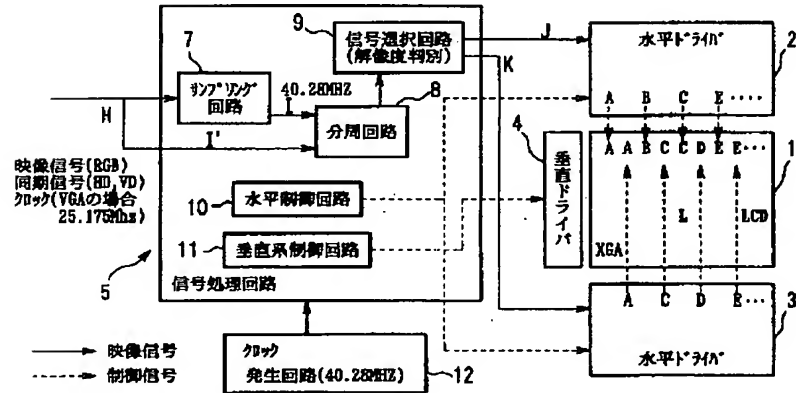 9
信号選択回路
(解像度判別)
J
K
水平ドライバ
2
A B C E ‥‥
7
サンプリング
回路
I
40.28MHZ
8
分周回路
H
I'
映像信号(RGB)
同期信号(HD,VD)
クロック(VGAの場合
25.175Mhs)
4
垂直ドライバ
A A B C C D E E‥‥
1
L
XGA
LCD
10
水平制御回路
11
垂直系制御回路
5
信号処理回路
A C D E‥‥
水平ドライバ
3
クロック
発生回路(40.28MHZ)
12
映像信号
制御信号